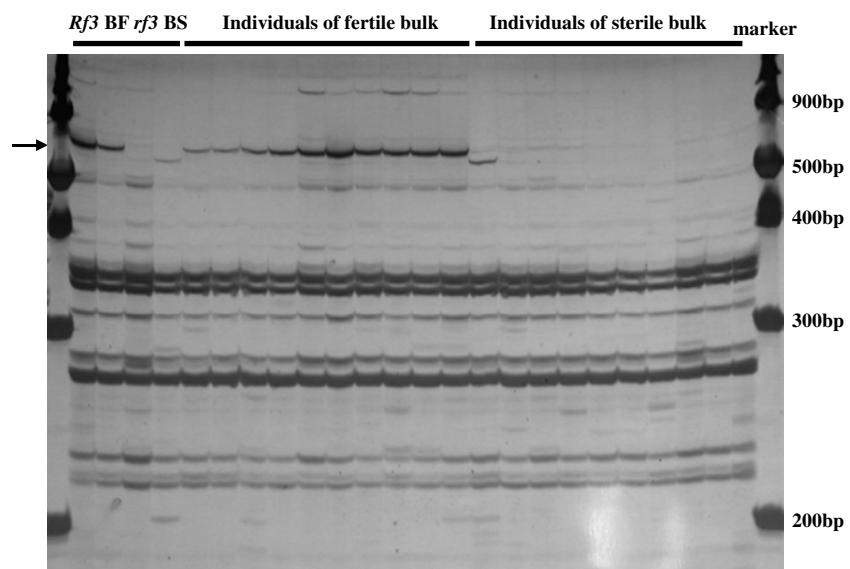 Rf3 BF rf3 BS Individuals of fertile bulk Individuals of sterile bulk marker
900bp
500bp
400bp
300bp
200bp